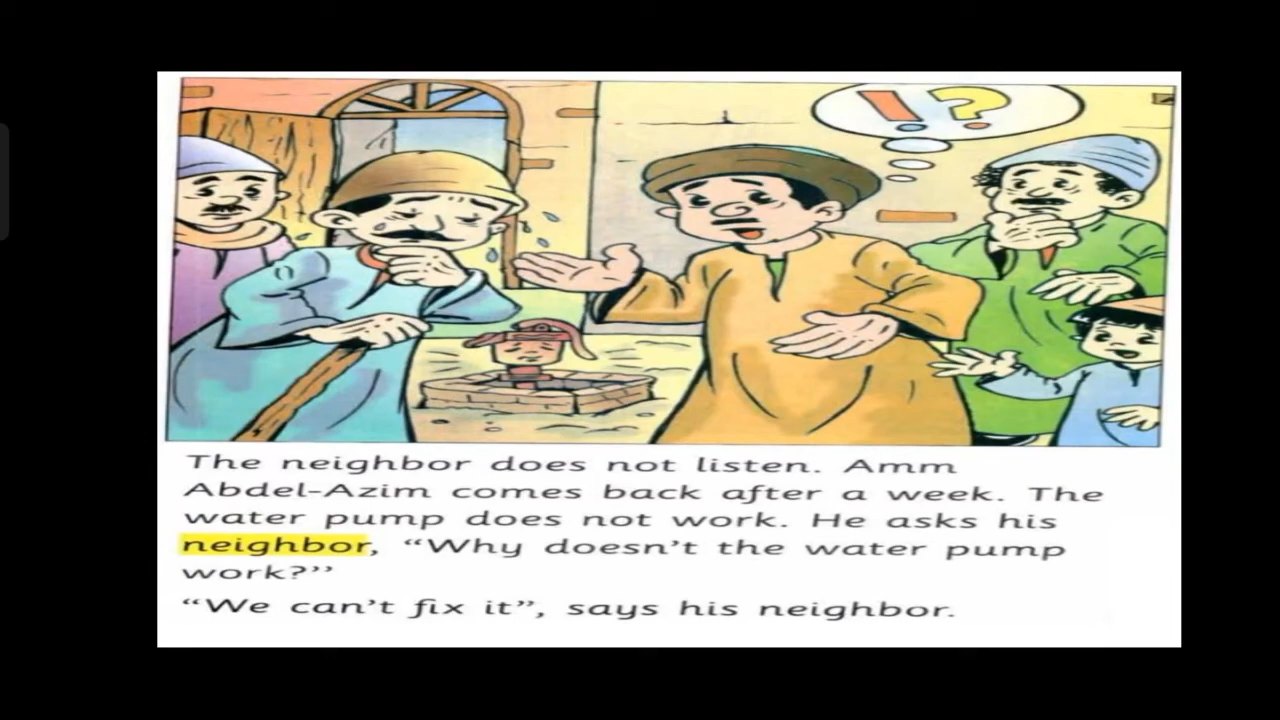 ! ?
The neighbor does not listen. Amm
Abdel-Azim comes back after a week. The
water pump does not work. He asks his
neighbor, “Why doesn’t the water pump
work?”
“We can’t fix it”, says his neighbor.